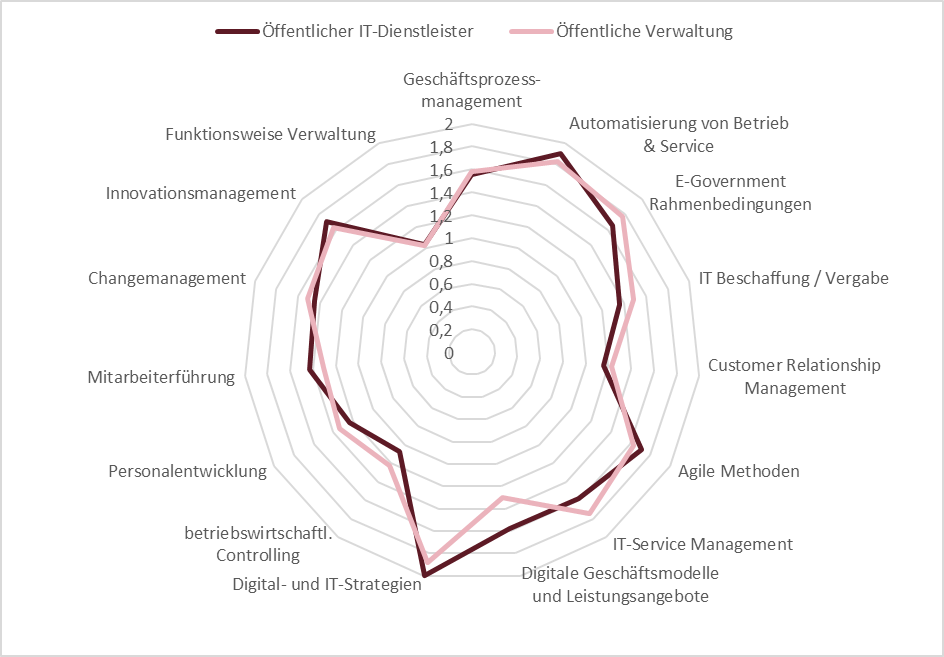 Öffentlicher IT-Dienstleister
Öffentliche Verwaltung
Geschäftsprozess-
management
Automatisierung von Betrieb
& Service
E-Government
Rahmenbedingungen
IT Beschaffung / Vergabe
Customer Relationship
Management
Agile Methoden
IT-Service Management
Digitale Geschäftsmodelle
und Leistungsangebote
Digital- und IT-Strategien
betriebswirtschaftl.
Controlling
Personalentwicklung
Mitarbeiterführung
Changemanagement
Innovationsmanagement
Funktionsweise Verwaltung
2
1,8
1,6
1,4
1,2
1
0,8
0,6
0,4
0,2
0